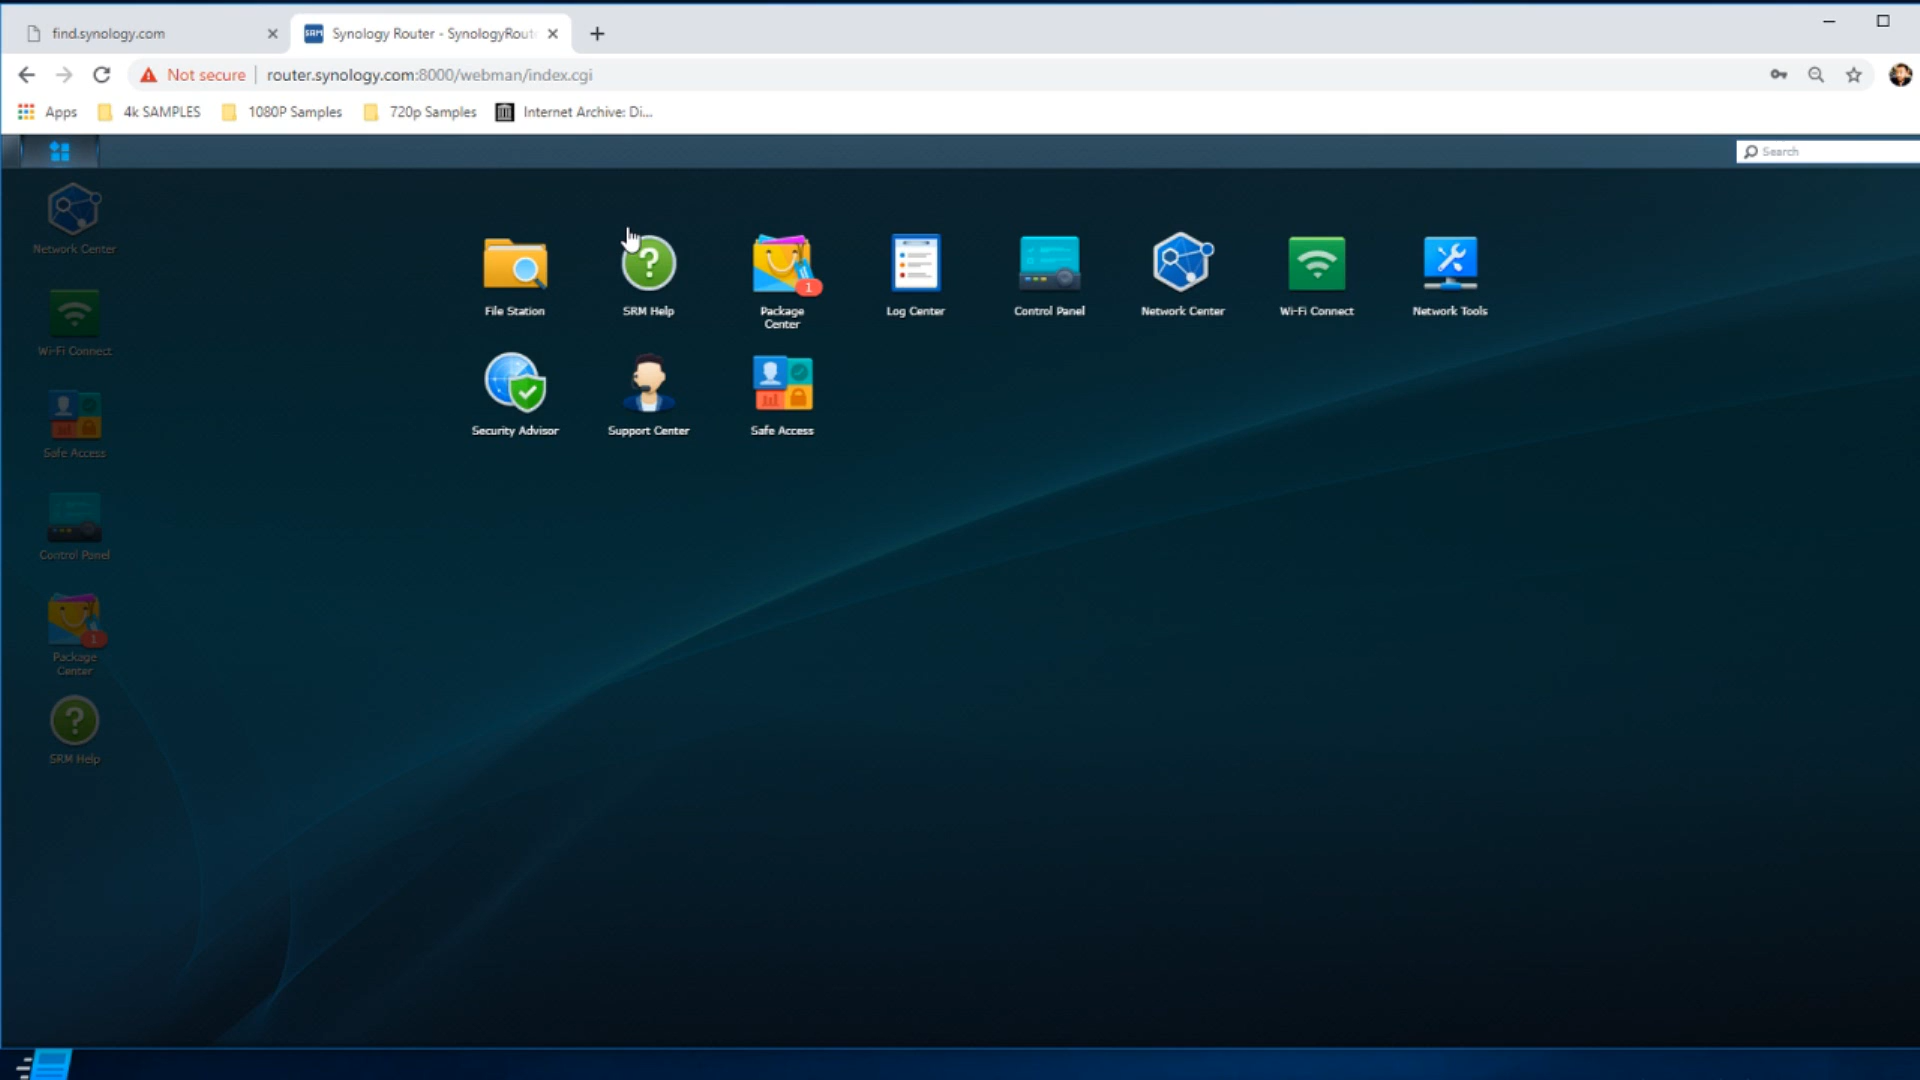 find.synology.com
SRM
Synology Router - SynologyRout
Not secure
router.synology.com:8000/webman/index.cgi
Apps
4k SAMPLES
1080P Samples
720p Samples
Internet Archive: Di...
Search
Network Center
Wi-Fi Connect
Safe Access
Control Panel
1
Package
Center
SRM Help
File Station
SRM Help
1
Package
Center
Log Center
Control Panel
Network Center
Wi-Fi Connect
Network Tools
Security Advisor
Support Center
Safe Access